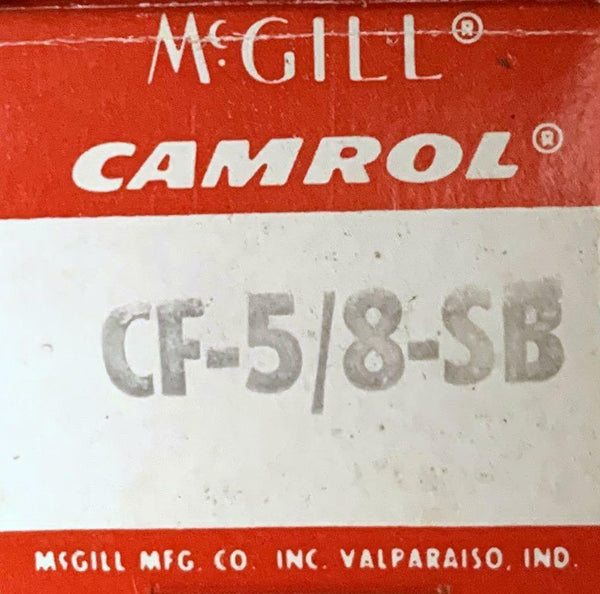 McGILL®
CAMROL®
CF-5/8-SB
McGILL MFG. CO. INC. VALPARAISO, IND.